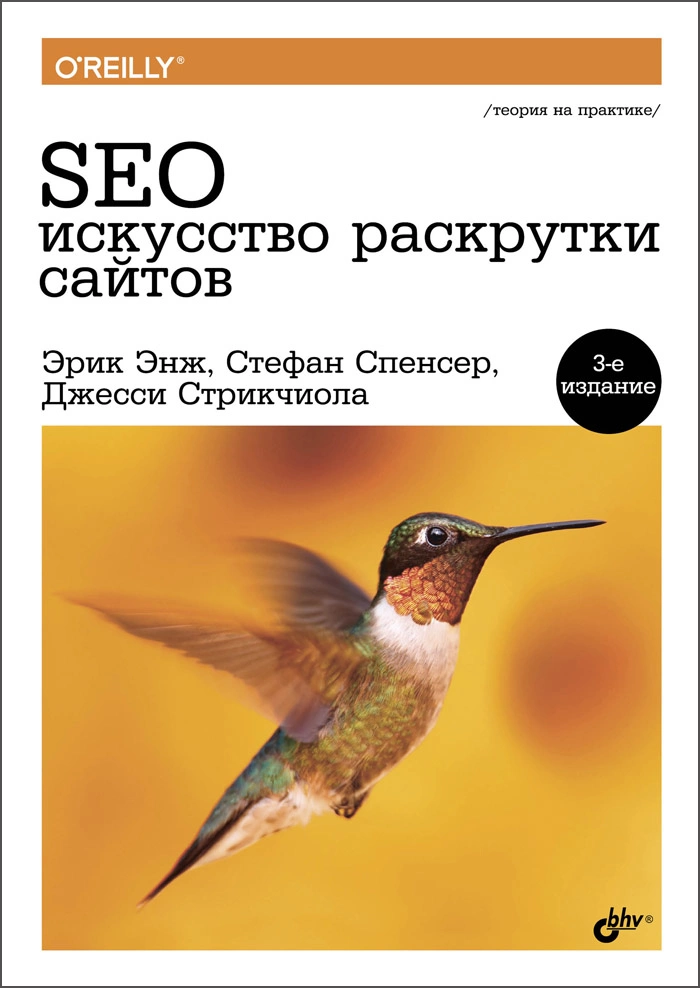 O'REILLY®
/теория на практике/
SEO
искусство раскрутки
сайтов
Эрик Энж, Стефан Спенсер,
Джесси Стрикчиола
3-е
издание
bhv®